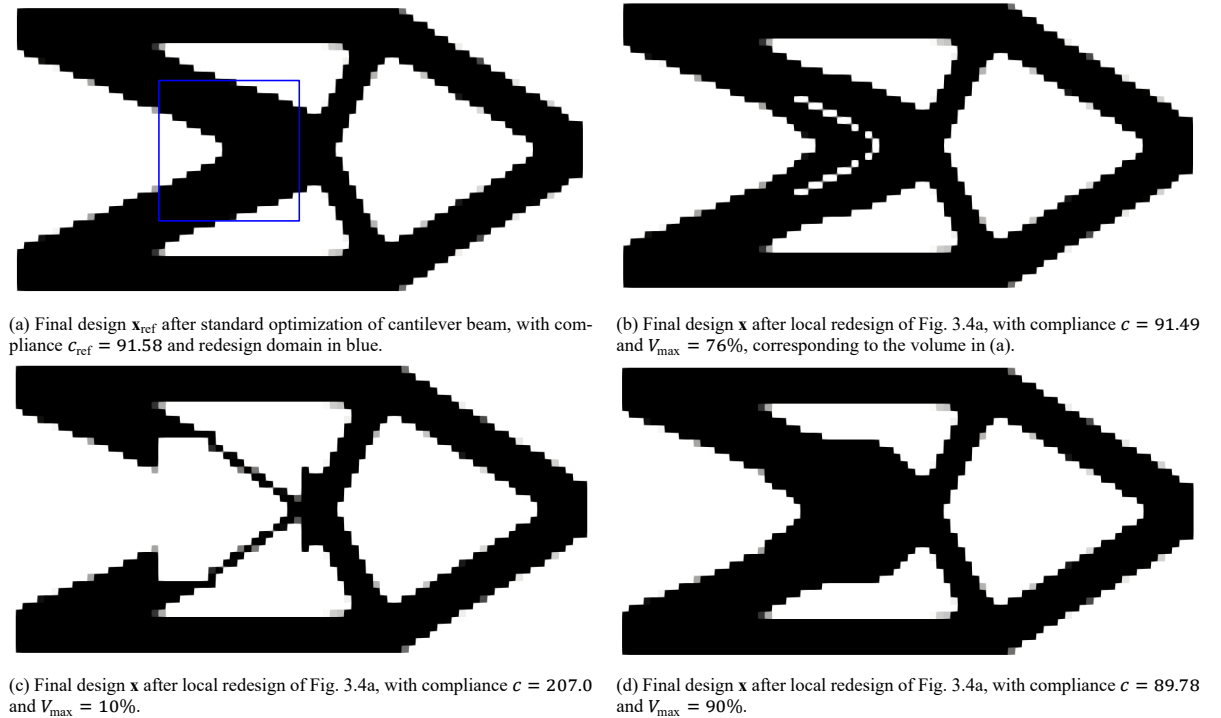 (a) Final design x_ref after standard optimization of cantilever beam, with com-
pliance c_ref = 91.58 and redesign domain in blue.
(b) Final design x after local redesign of Fig. 3.4a, with compliance c = 91.49
and V_max = 76%, corresponding to the volume in (a).
(c) Final design x after local redesign of Fig. 3.4a, with compliance c = 207.0
and V_max = 10%.
(d) Final design x after local redesign of Fig. 3.4a, with compliance c = 89.78
and V_max = 90%.